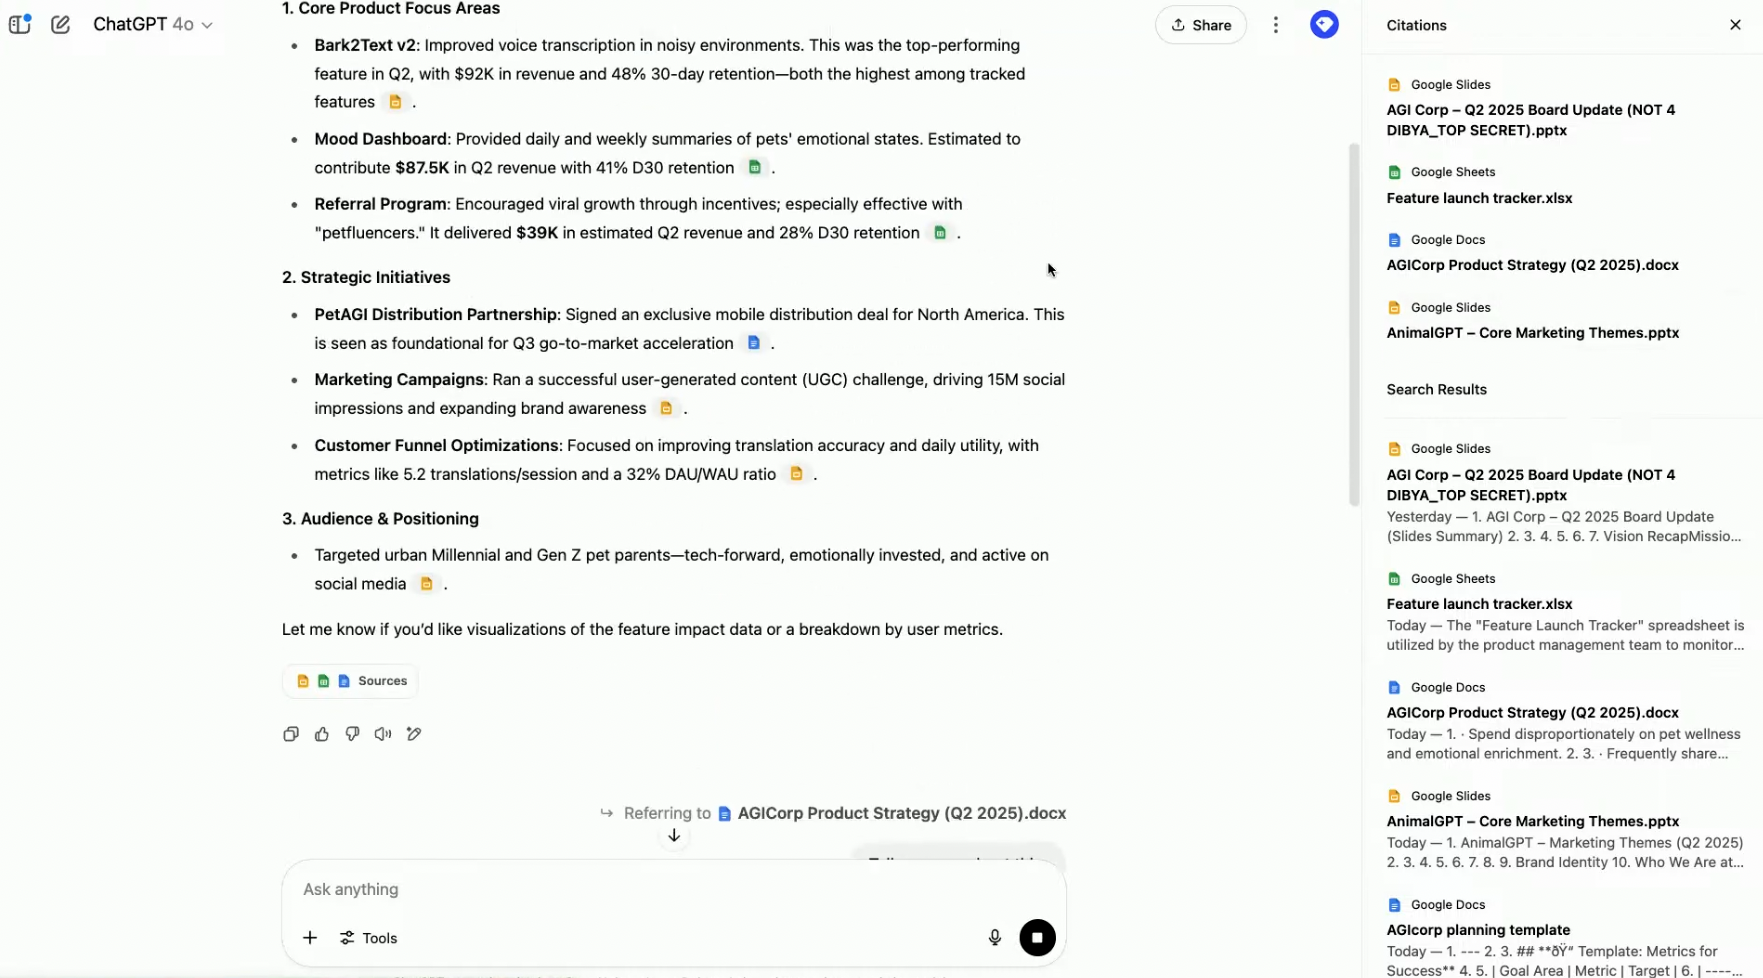 ChatGPT 4o
Share
1. Core Product Focus Areas
Bark2Text v2: Improved voice transcription in noisy environments. This was the top-performing
feature in Q2, with $92K in revenue and 48% 30-day retention—both the highest among tracked
features .
Mood Dashboard: Provided daily and weekly summaries of pets' emotional states. Estimated to
contribute $87.5K in Q2 revenue with 41% D30 retention .
Referral Program: Encouraged viral growth through incentives; especially effective with
"petfluencers." It delivered $39K in estimated Q2 revenue and 28% D30 retention .
2. Strategic Initiatives
PetAGI Distribution Partnership: Signed an exclusive mobile distribution deal for North America. This
is seen as foundational for Q3 go-to-market acceleration .
Marketing Campaigns: Ran a successful user-generated content (UGC) challenge, driving 15M social
impressions and expanding brand awareness .
Customer Funnel Optimizations: Focused on improving translation accuracy and daily utility, with
metrics like 5.2 translations/session and a 32% DAU/WAU ratio .
3. Audience & Positioning
Targeted urban Millennial and Gen Z pet parents—tech-forward, emotionally invested, and active on
social media .
Let me know if you'd like visualizations of the feature impact data or a breakdown by user metrics.
Sources
Referring to AGICorp Product Strategy (Q2 2025).docx
Ask anything
Tools
Citations
Google Slides
AGI Corp – Q2 2025 Board Update (NOT 4
DIBYA_TOP SECRET).pptx
Google Sheets
Feature launch tracker.xlsx
Google Docs
AGICorp Product Strategy (Q2 2025).docx
Google Slides
AnimalGPT – Core Marketing Themes.pptx
Search Results
Google Slides
AGI Corp – Q2 2025 Board Update (NOT 4
DIBYA_TOP SECRET).pptx
Yesterday — 1. AGI Corp – Q2 2025 Board Update
(Slides Summary) 2. 3. 4. 5. 6. 7. Vision RecapMissio...
Google Sheets
Feature launch tracker.xlsx
Today — The "Feature Launch Tracker" spreadsheet is
utilized by the product management team to monitor...
Google Docs
AGICorp Product Strategy (Q2 2025).docx
Today — 1. · Spend disproportionately on pet wellness
and emotional enrichment. 2. 3. · Frequently share...
Google Slides
AnimalGPT – Core Marketing Themes.pptx
Today — 1. AnimalGPT – Marketing Themes (Q2 2025)
2. 3. 4. 5. 6. 7. 8. 9. Brand Identity 10. Who We Are at...
Google Docs
AGIcorp planning template
Today — 1. --- 2. 3. ## **ðŸ“ Template: Metrics for
Success** 4. 5. | Goal Area | Metric | Target | 6. | ----...